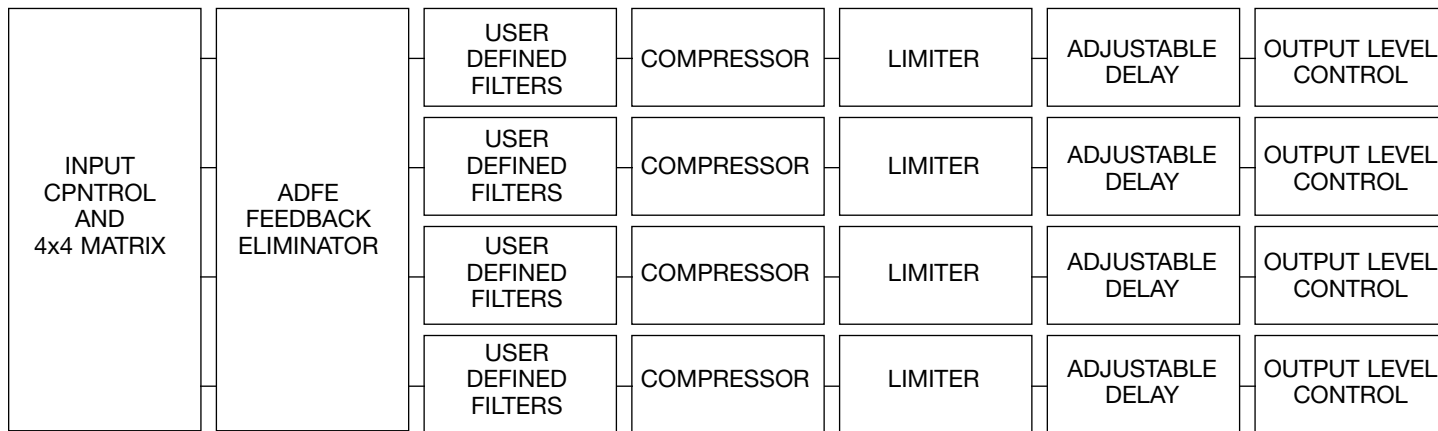 INPUT
CPNTROL
AND
4x4 MATRIX
ADFE
FEEDBACK
ELIMINATOR
USER
DEFINED
FILTERS
COMPRESSOR
LIMITER
ADJUSTABLE
DELAY
OUTPUT LEVEL
CONTROL
USER
DEFINED
FILTERS
COMPRESSOR
LIMITER
ADJUSTABLE
DELAY
OUTPUT LEVEL
CONTROL
USER
DEFINED
FILTERS
COMPRESSOR
LIMITER
ADJUSTABLE
DELAY
OUTPUT LEVEL
CONTROL
USER
DEFINED
FILTERS
COMPRESSOR
LIMITER
ADJUSTABLE
DELAY
OUTPUT LEVEL
CONTROL